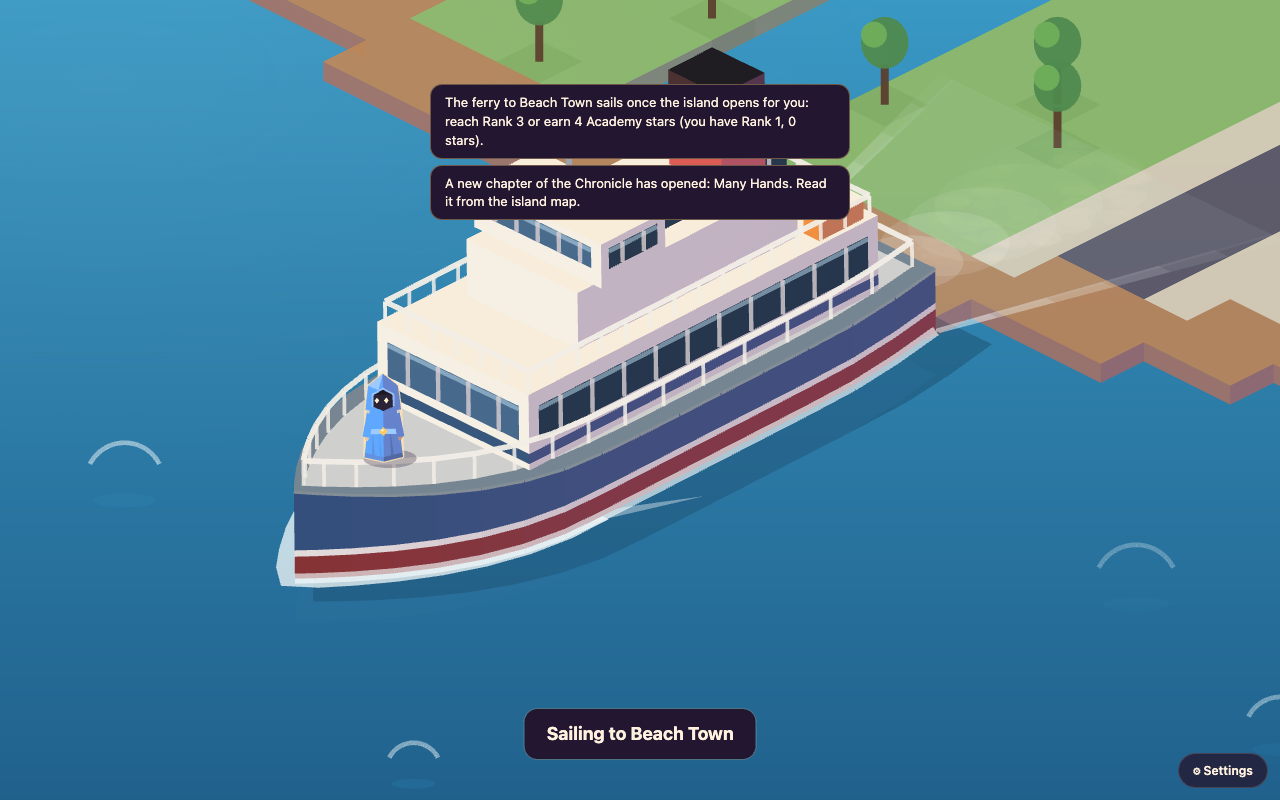 The ferry to Beach Town sails once the island opens for you:
reach Rank 3 or earn 4 Academy stars (you have Rank 1, 0
stars).
A new chapter of the Chronicle has opened: Many Hands. Read
it from the island map.
Sailing to Beach Town
⚙ Settings